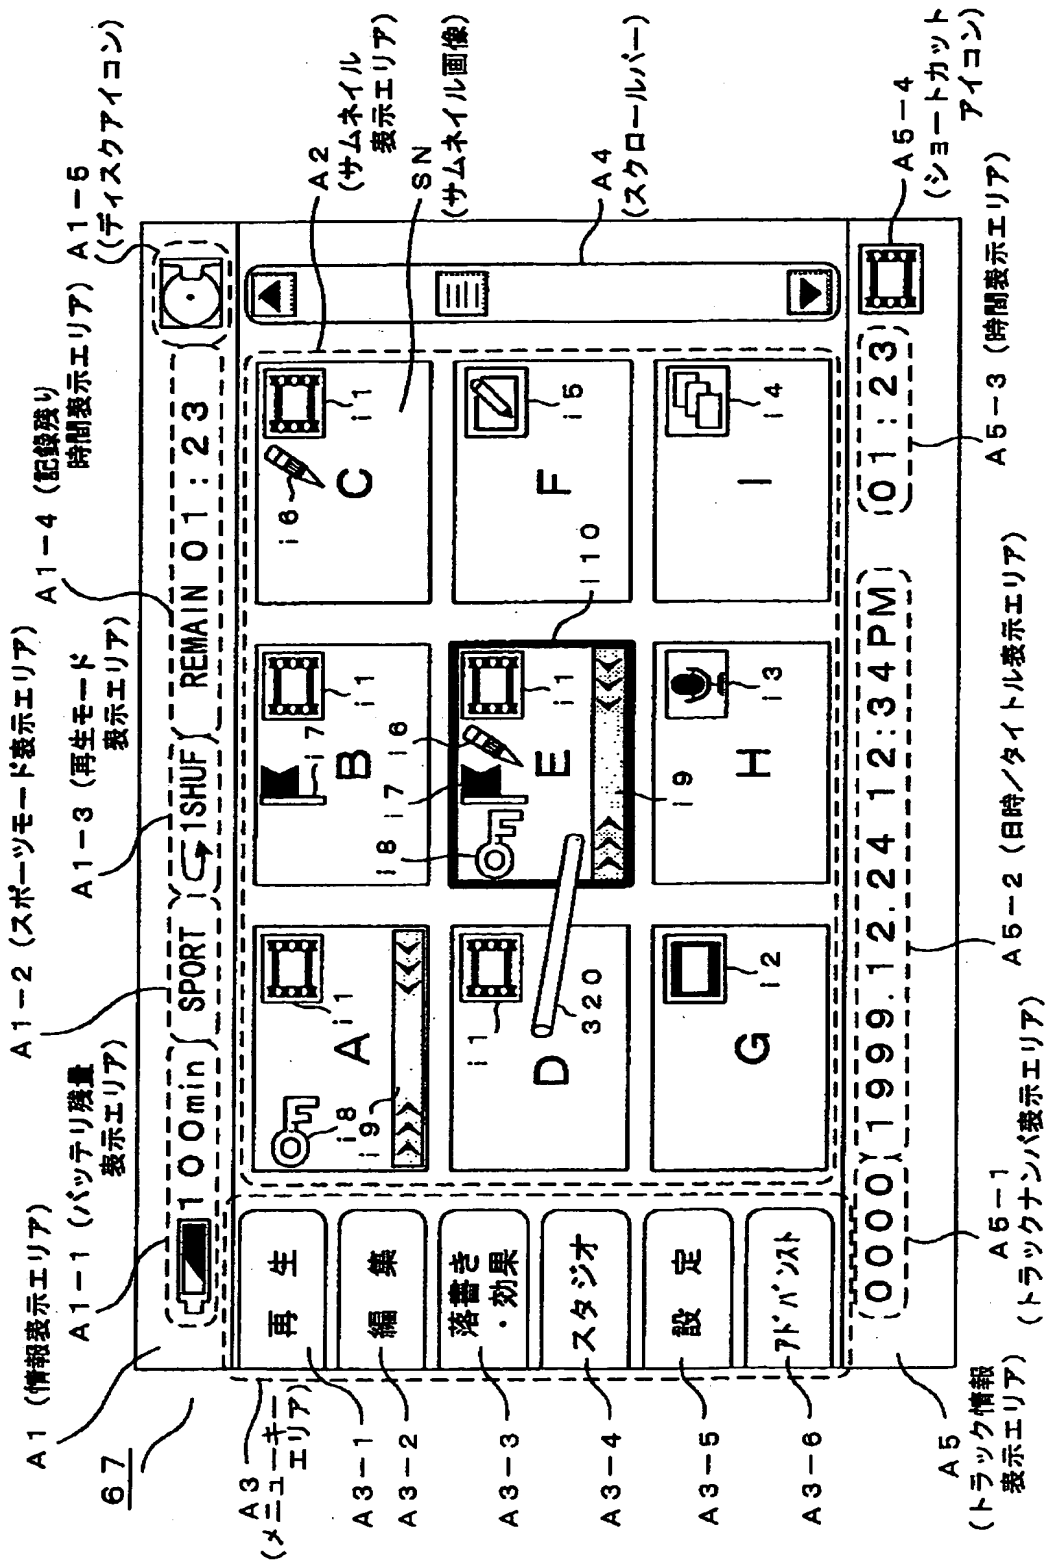 67
A1 (情報表示エリア)
A1-1 (バッテリ残量
表示エリア)
A1-2 (スポーツモード表示エリア)
A1-3 (再生モード
表示エリア)
A1-4 (記録残り
時間表示エリア)
A1-5
(ディスクアイコン)
100min
SPORT
1SHUF
REMAIN 01:23
A3
(メニューキー
エリア)
A3-1
A3-2
A3-3
A3-4
A3-5
A3-6
再 生
編 集
落書き
・効果
スタジオ
設 定
アドバンスト
A
i8
i9
i1
B
i7
i1
C
i6
i1
D
i1
320
E
i8
i7
i6
i1
i9
i10
F
i5
G
i2
H
i3
I
i4
A2
(サムネイル
表示エリア)
SN
(サムネイル画像)
A4
(スクロールバー)
A5-4
(ショートカット
アイコン)
0000
1999.12.24 12:34PM
01:23
A5
(トラック情報
表示エリア)
A5-1
(トラックナンバ表示エリア)
A5-2 (日時/タイトル表示エリア)
A5-3 (時間表示エリア)